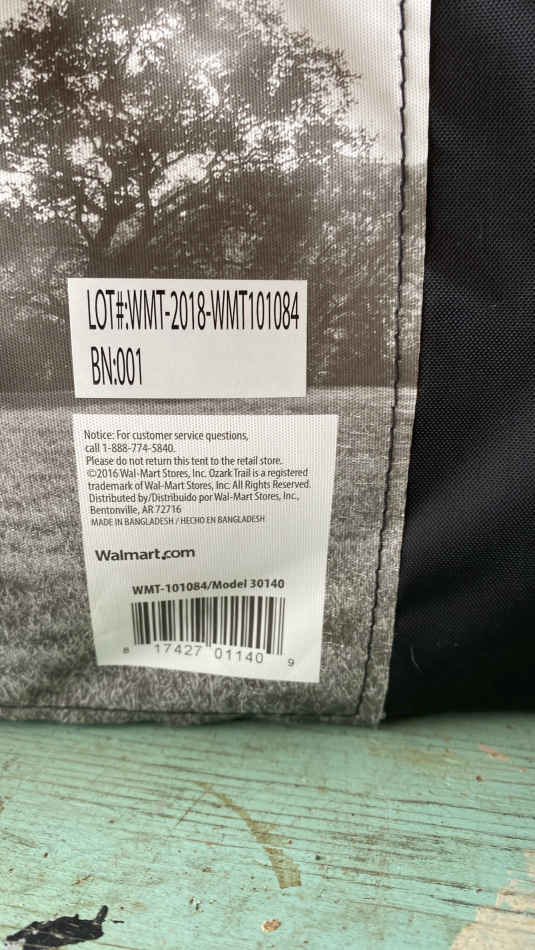 LOT#:WMT-2018-WMT101084
BN:001
Notice: For customer service questions,
call 1-888-774-5840.
Please do not return this tent to the retail store.
©2016 Wal-Mart Stores, Inc. Ozark Trail is a registered
trademark of Wal-Mart Stores, Inc. All Rights Reserved.
Distributed by/Distribuido por Wal-Mart Stores, Inc.,
Bentonville, AR 72716
MADE IN BANGLADESH / HECHO EN BANGLADESH
Walmart.com
WMT-101084/Model 30140
8 17427 01140 9